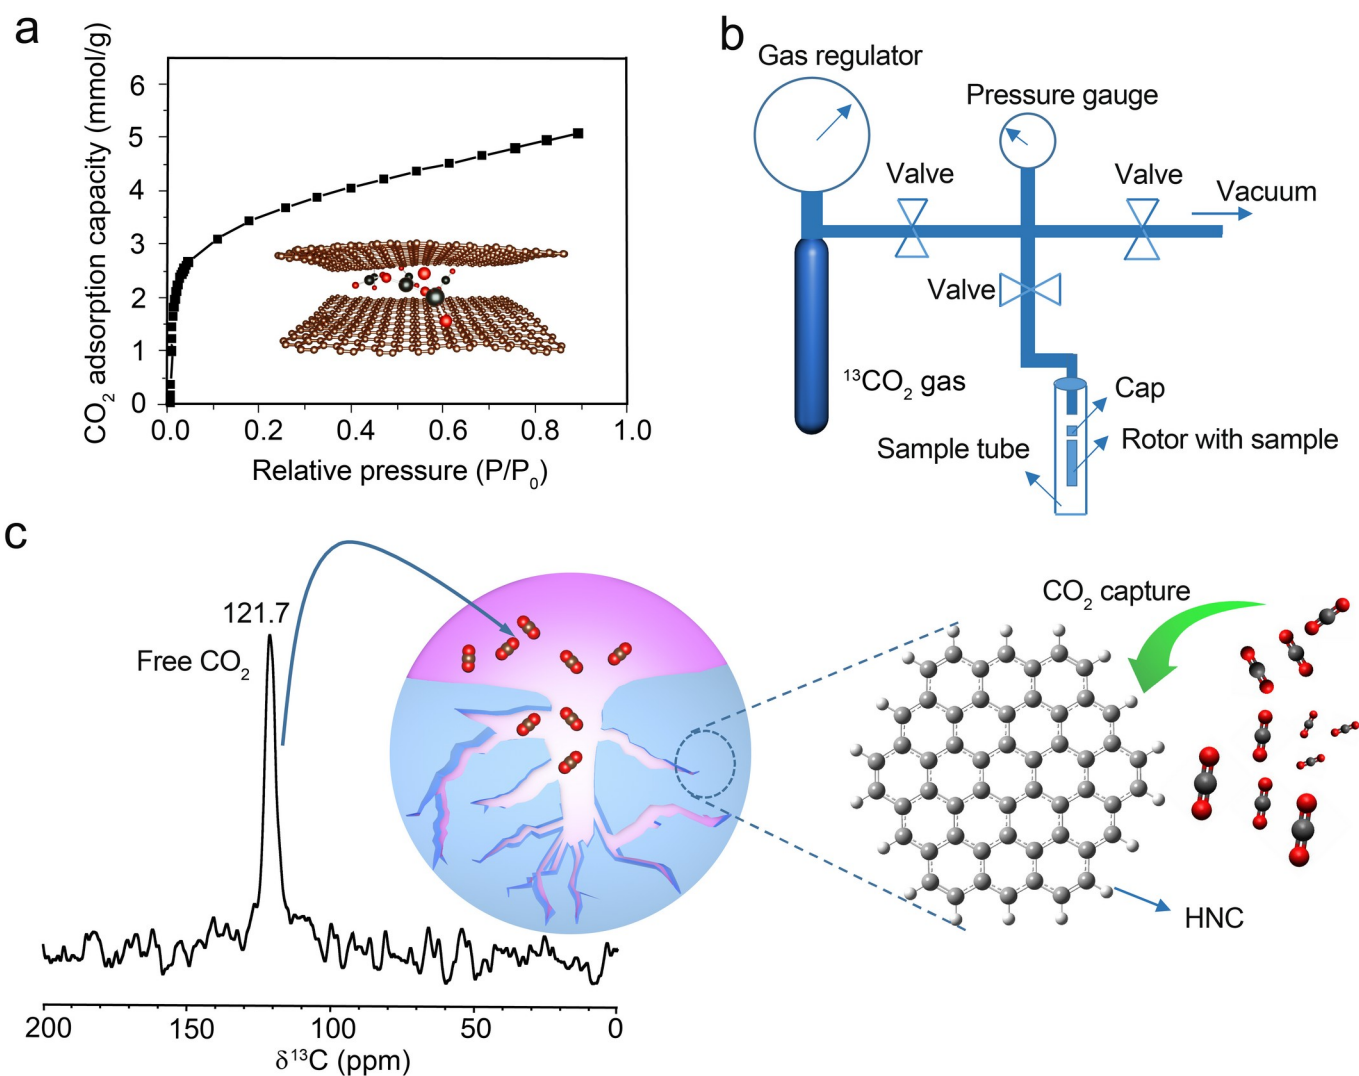 a
CO₂ adsorption capacity (mmol/g)
6
5
4
3
2
1
0
0.0 0.2 0.4 0.6 0.8 1.0
Relative pressure (P/P₀)
b
Gas regulator
Pressure gauge
Valve
Valve
Vacuum
Valve
¹³CO₂ gas
Cap
Rotor with sample
Sample tube
c
121.7
Free CO₂
CO₂ capture
HNC
200 150 100 50 0
δ¹³C (ppm)